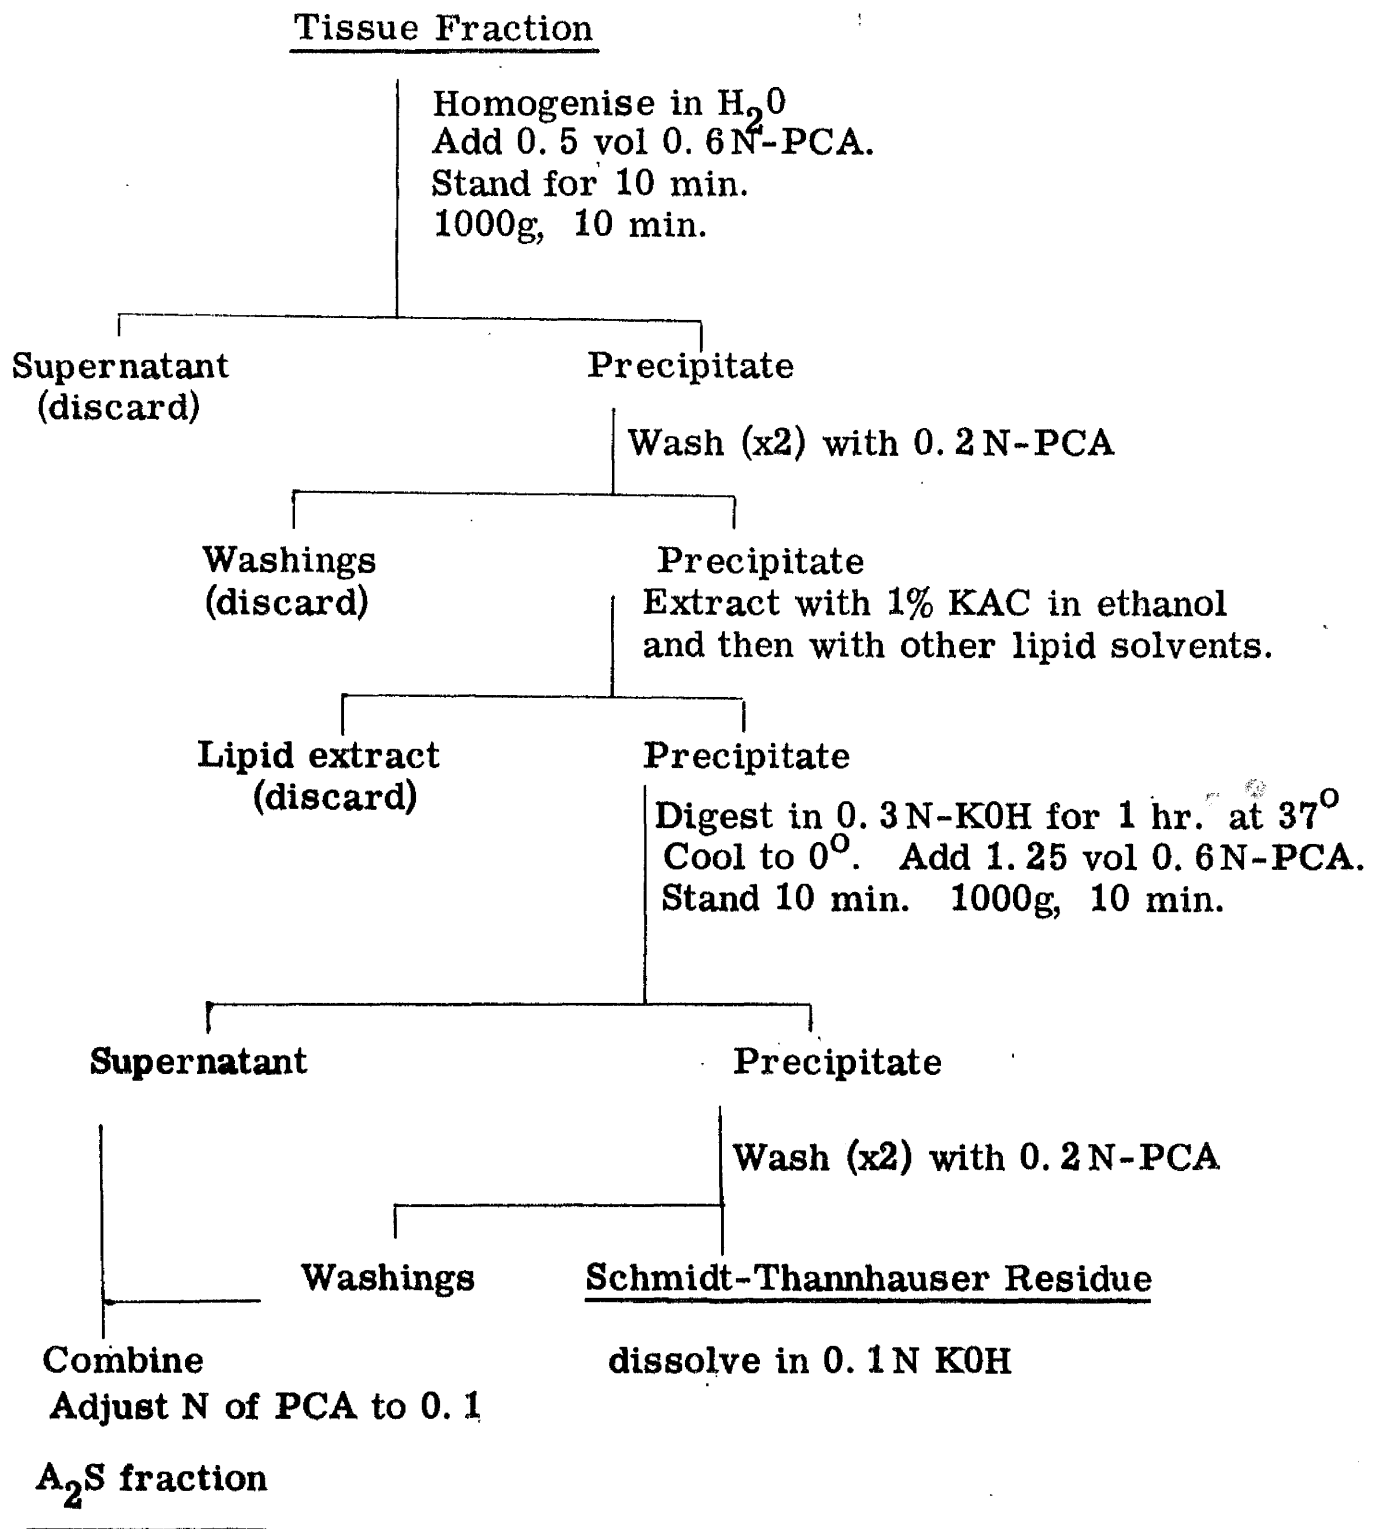 Tissue Fraction
Homogenise in H2O
Add 0.5 vol 0.6N-PCA.
Stand for 10 min.
1000g, 10 min.
Supernatant
(discard)
Precipitate
Wash (x2) with 0.2N-PCA
Washings
(discard)
Precipitate
Extract with 1% KAC in ethanol
and then with other lipid solvents.
Lipid extract
(discard)
Precipitate
Digest in 0.3N-KOH for 1 hr. at 37°
Cool to 0°. Add 1.25 vol 0.6N-PCA.
Stand 10 min. 1000g, 10 min.
Supernatant
Precipitate
Wash (x2) with 0.2N-PCA
Washings
Schmidt-Thannhauser Residue
dissolve in 0.1N KOH
Combine
Adjust N of PCA to 0.1
A2S fraction